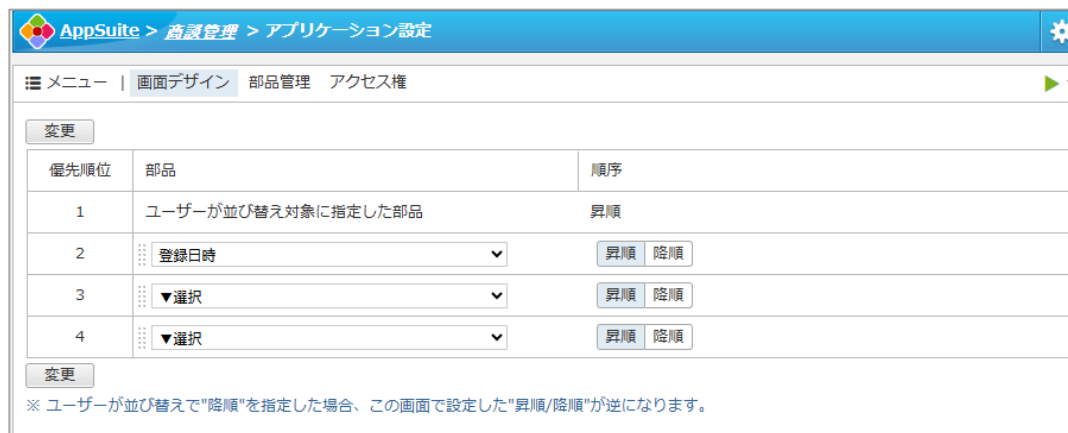 AppSuite > 商談管理 > アプリケーション設定
メニュー | 画面デザイン 部品管理 アクセス権
変更
優先順位 部品 順序
1 ユーザーが並び替え対象に指定した部品 昇順
2 登録日時 昇順 降順
3 ▼選択 昇順 降順
4 ▼選択 昇順 降順
変更
※ ユーザーが並び替えで"降順"を指定した場合、この画面で設定した"昇順/降順"が逆になります。